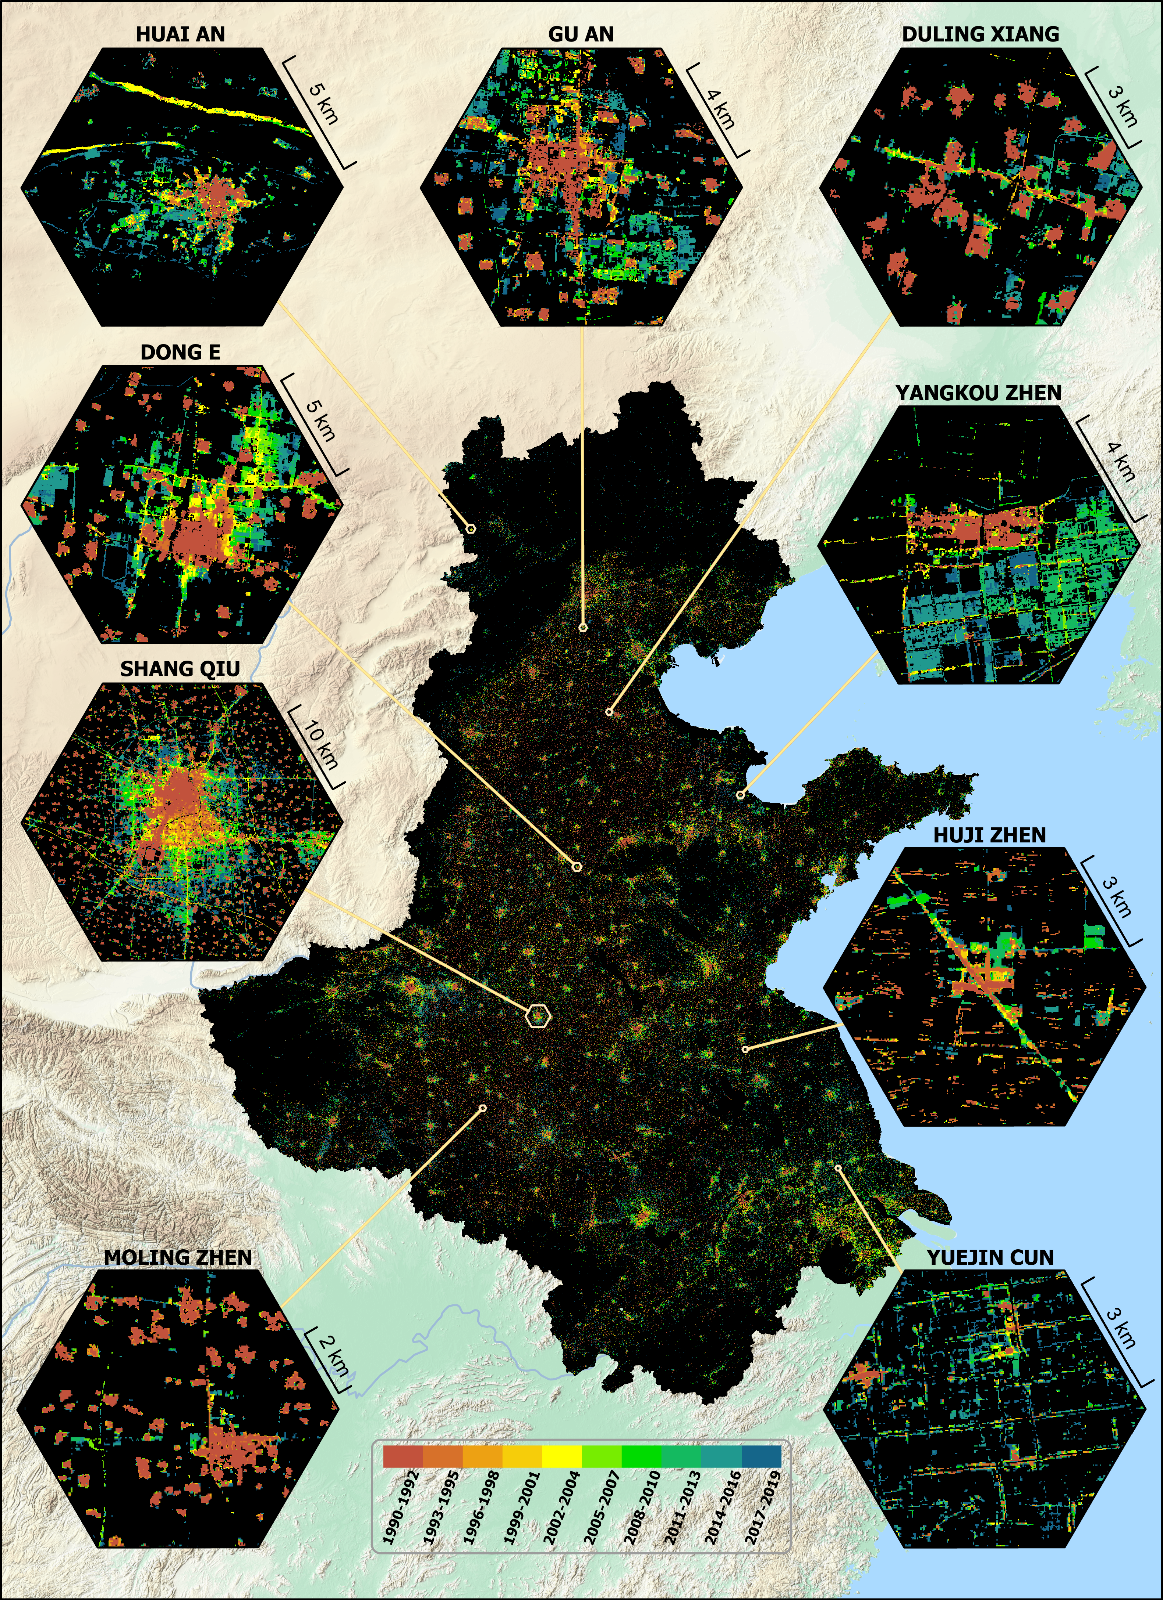 HUAI AN
5 km
GU AN
4 km
DULING XIANG
3 km
DONG E
5 km
YANGKOU ZHEN
4 km
SHANG QIU
10 km
HUJI ZHEN
3 km
MOLING ZHEN
2 km
YUEJIN CUN
3 km
1990-1992
1993-1995
1996-1998
1999-2001
2002-2004
2005-2007
2008-2010
2011-2013
2014-2016
2017-2019